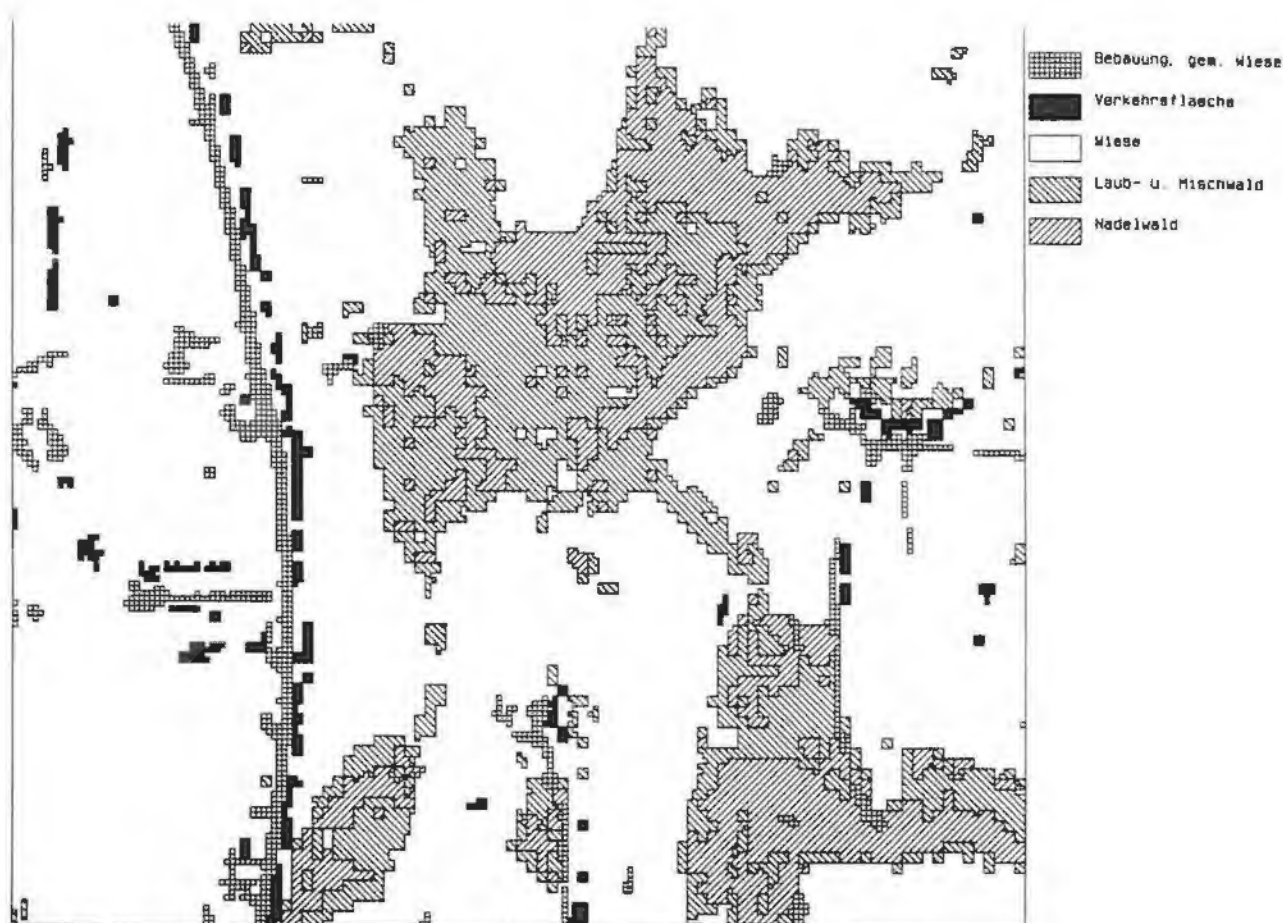 Bebauung, gem. Wiese
Verkehrsflaeche
Wiese
Laub- u. Mischwald
Nadelwald